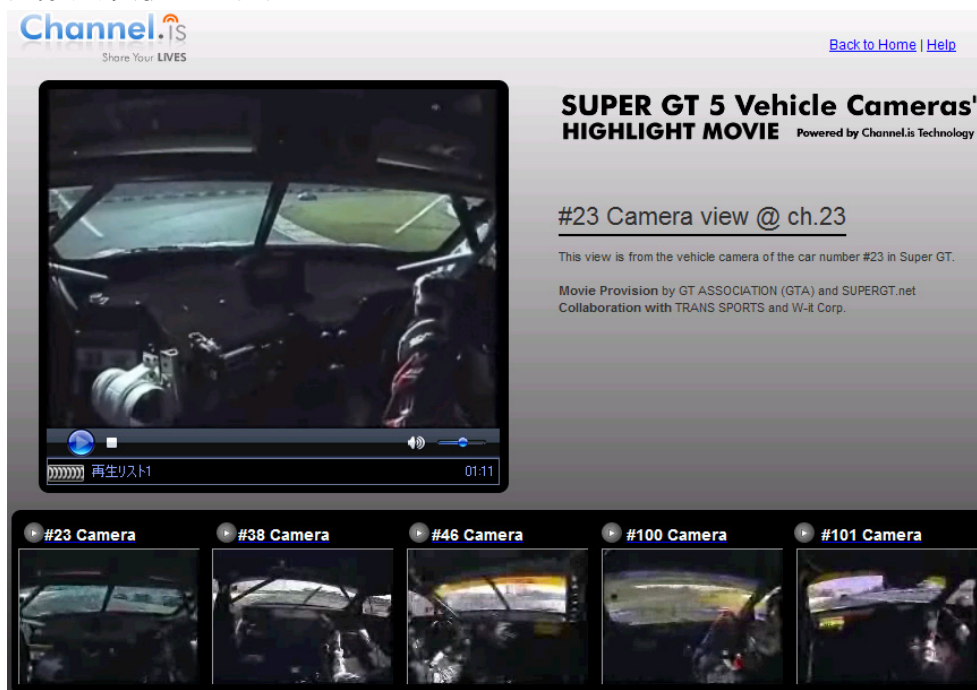 Channel.is
Share Your LIVES
Back to Home | Help
SUPER GT 5 Vehicle Cameras'
HIGHLIGHT MOVIE Powered by Channel.is Technology
#23 Camera view @ ch.23
This view is from the vehicle camera of the car number #23 in Super GT.
Movie Provision by GT ASSOCIATION (GTA) and SUPERGT.net
Collaboration with TRANS SPORTS and W-it Corp.
再生リスト1 01:11
#23 Camera #38 Camera #46 Camera #100 Camera #101 Camera